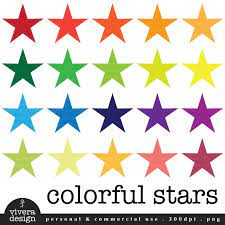 colorful stars
vivera
design
personal & commercial use . 300dpi . png